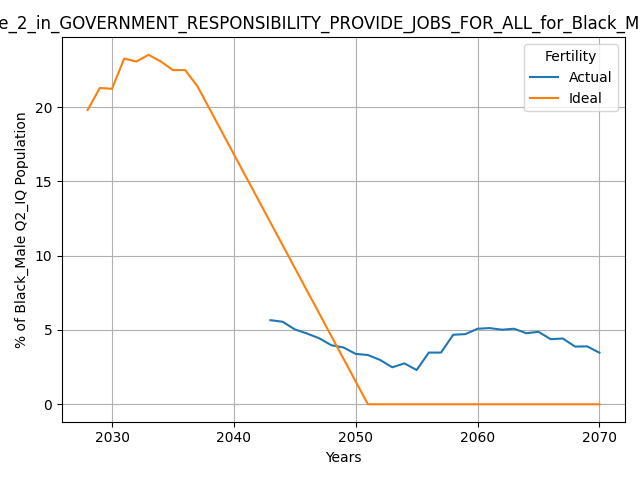 e_2_in_GOVERNMENT_RESPONSIBILITY_PROVIDE_JOBS_FOR_ALL_for_Black_M
Fertility
Actual
Ideal
% of Black_Male Q2_IQ Population
20
15
10
5
0
2030
2040
2050
2060
2070
Years